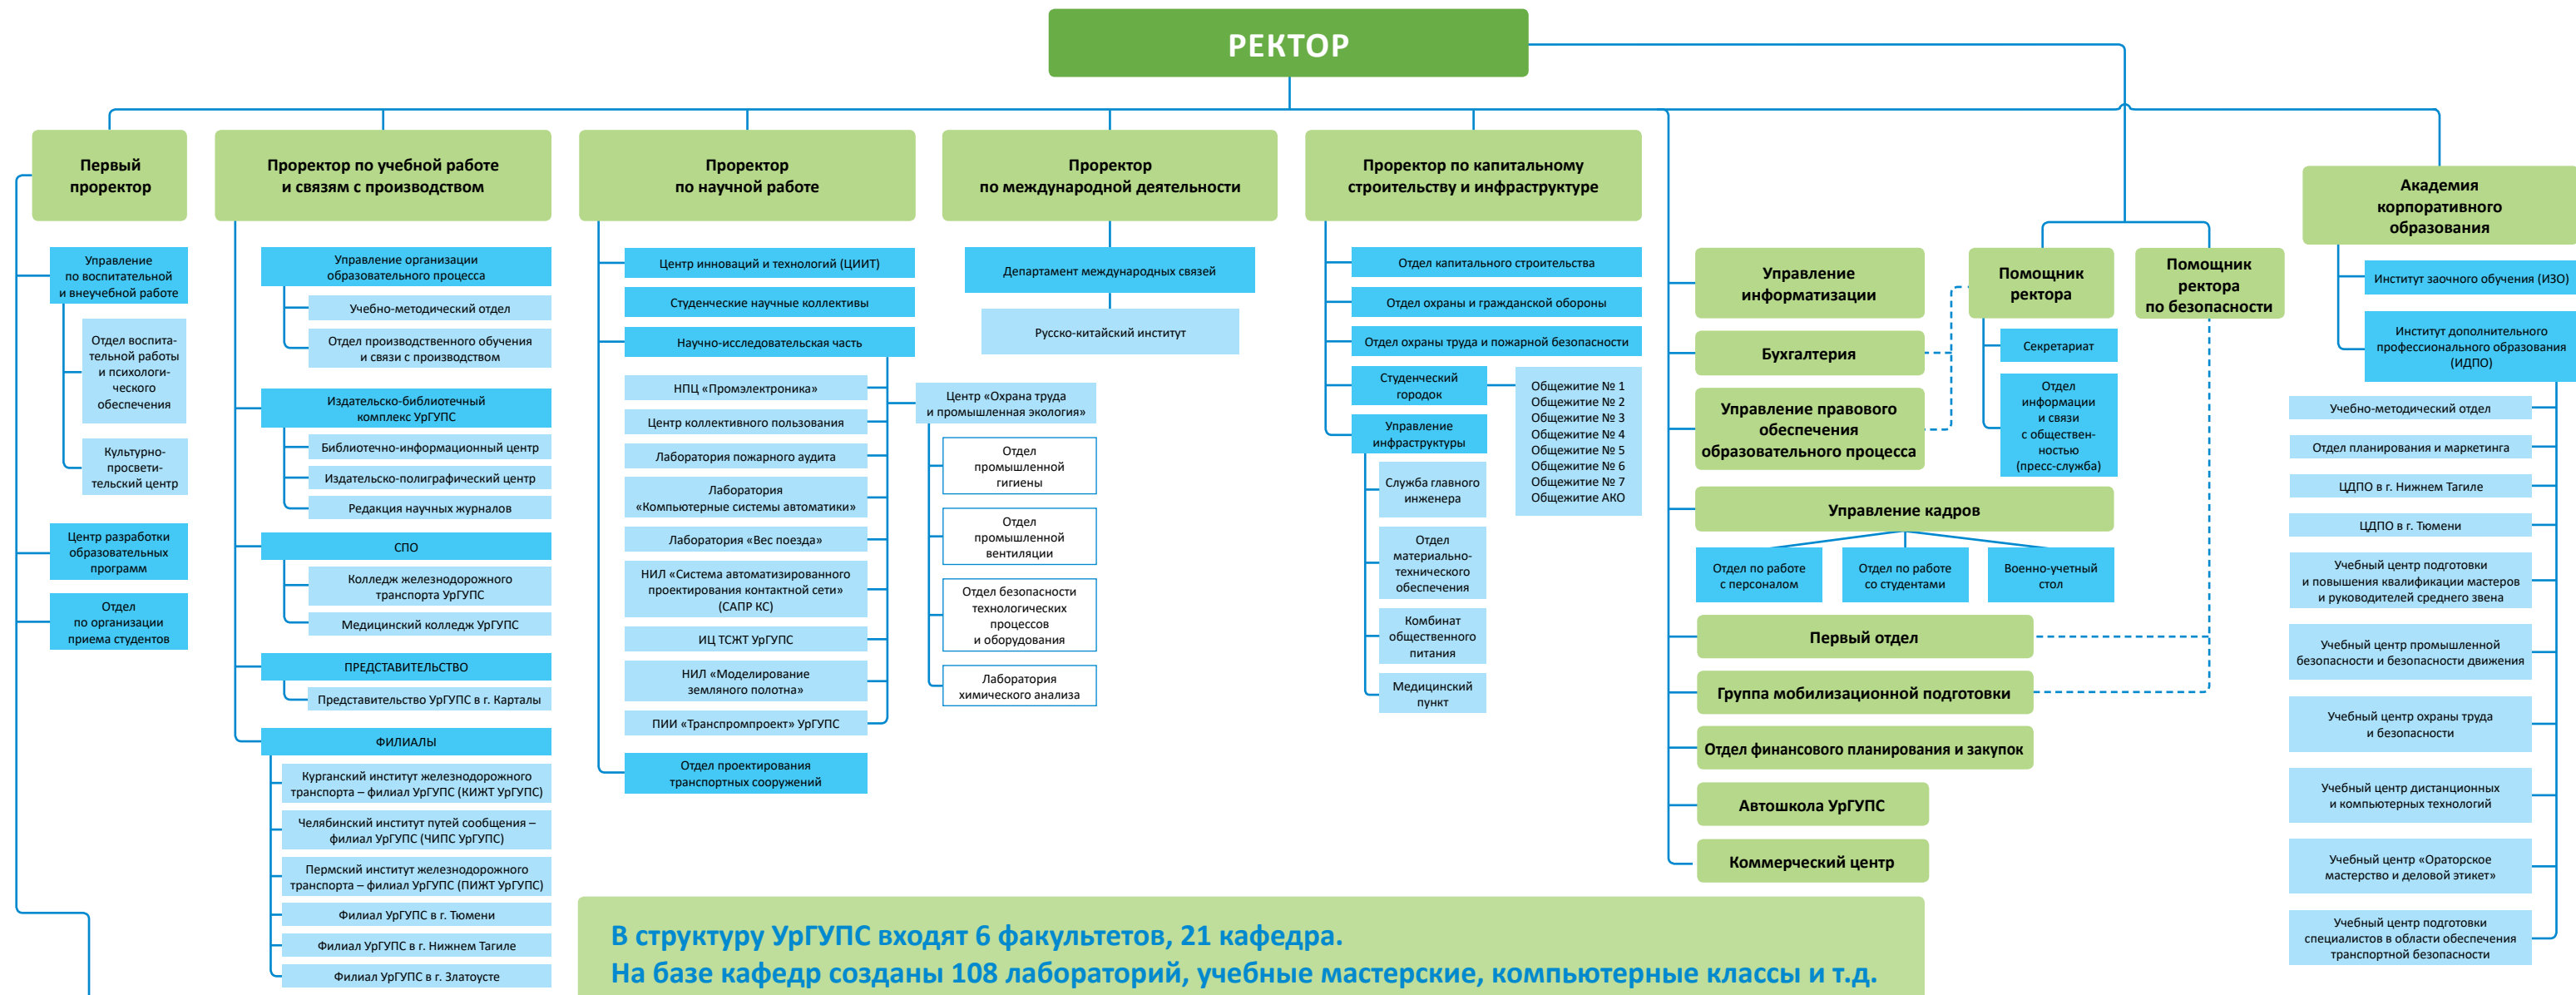 РЕКТОР
Первый
проректор
Управление
по воспитательной
и внеучебной работе
Отдел воспита-
тельной работы
и психологи-
ческого
обеспечения
Культурно-
просвети-
тельский центр
Центр разработки
образовательных
программ
Отдел
по организации
приема студентов
Проректор по учебной работе
и связям с производством
Управление организации
образовательного процесса
Учебно-методический отдел
Отдел производственного обучения
и связи с производством
Издательско-библиотечный
комплекс УрГУПС
Библиотечно-информационный центр
Издательско-полиграфический центр
Редакция научных журналов
СПО
Колледж железнодорожного
транспорта УрГУПС
Медицинский колледж УрГУПС
ПРЕДСТАВИТЕЛЬСТВО
Представительство УрГУПС в г. Карталы
ФИЛИАЛЫ
Курганский институт железнодорожного
транспорта – филиал УрГУПС (КИЖТ УрГУПС)
Челябинский институт путей сообщения –
филиал УрГУПС (ЧИПС УрГУПС)
Пермский институт железнодорожного
транспорта – филиал УрГУПС (ПИЖТ УрГУПС)
Филиал УрГУПС в г. Тюмени
Филиал УрГУПС в г. Нижнем Тагиле
Филиал УрГУПС в г. Златоусте
Проректор
по научной работе
Центр инноваций и технологий (ЦИИТ)
Студенческие научные коллективы
Научно-исследовательская часть
НПЦ «Промэлектроника»
Центр коллективного пользования
Лаборатория пожарного аудита
Лаборатория
«Компьютерные системы автоматики»
Лаборатория «Вес поезда»
НИЛ «Система автоматизированного
проектирования контактной сети»
(САПР КС)
ИЦ ТСЖТ УрГУПС
НИЛ «Моделирование
земляного полотна»
ПИИ «Транспромпроект» УрГУПС
Отдел проектирования
транспортных сооружений
Центр «Охрана труда
и промышленная экология»
Отдел
промышленной
гигиены
Отдел
промышленной
вентиляции
Отдел безопасности
технологических
процессов
и оборудования
Лаборатория
химического анализа
Проректор
по международной деятельности
Департамент международных связей
Русско-китайский институт
Проректор по капитальному
строительству и инфраструктуре
Отдел капитального строительства
Отдел охраны и гражданской обороны
Отдел охраны труда и пожарной безопасности
Студенческий
городок
Общежитие № 1
Общежитие № 2
Общежитие № 3
Общежитие № 4
Общежитие № 5
Общежитие № 6
Общежитие № 7
Общежитие АКО
Управление
инфраструктуры
Служба главного
инженера
Отдел
материально-
технического
обеспечения
Комбинат
общественного
питания
Медицинский
пункт
Управление
информатизации
Бухгалтерия
Управление правового
обеспечения
образовательного процесса
Управление кадров
Отдел по работе
с персоналом
Отдел по работе
со студентами
Военно-учетный
стол
Первый отдел
Группа мобилизационной подготовки
Отдел финансового планирования и закупок
Автошкола УрГУПС
Коммерческий центр
Помощник
ректора
Секретариат
Отдел
информации
и связи
с обществен-
ностью
(пресс-служба)
Помощник
ректора
по безопасности
Академия
корпоративного
образования
Институт заочного обучения (ИЗО)
Институт дополнительного
профессионального образования
(ИДПО)
Учебно-методический отдел
Отдел планирования и маркетинга
ЦДПО в г. Нижнем Тагиле
ЦДПО в г. Тюмени
Учебный центр подготовки
и повышения квалификации мастеров
и руководителей среднего звена
Учебный центр промышленной
безопасности и безопасности движения
Учебный центр охраны труда
и безопасности
Учебный центр дистанционных
и компьютерных технологий
Учебный центр «Ораторское
мастерство и деловой этикет»
Учебный центр подготовки
специалистов в области обеспечения
транспортной безопасности
В структуру УрГУПС входят 6 факультетов, 21 кафедра.
На базе кафедр созданы 108 лабораторий, учебные мастерские, компьютерные классы и т.д.